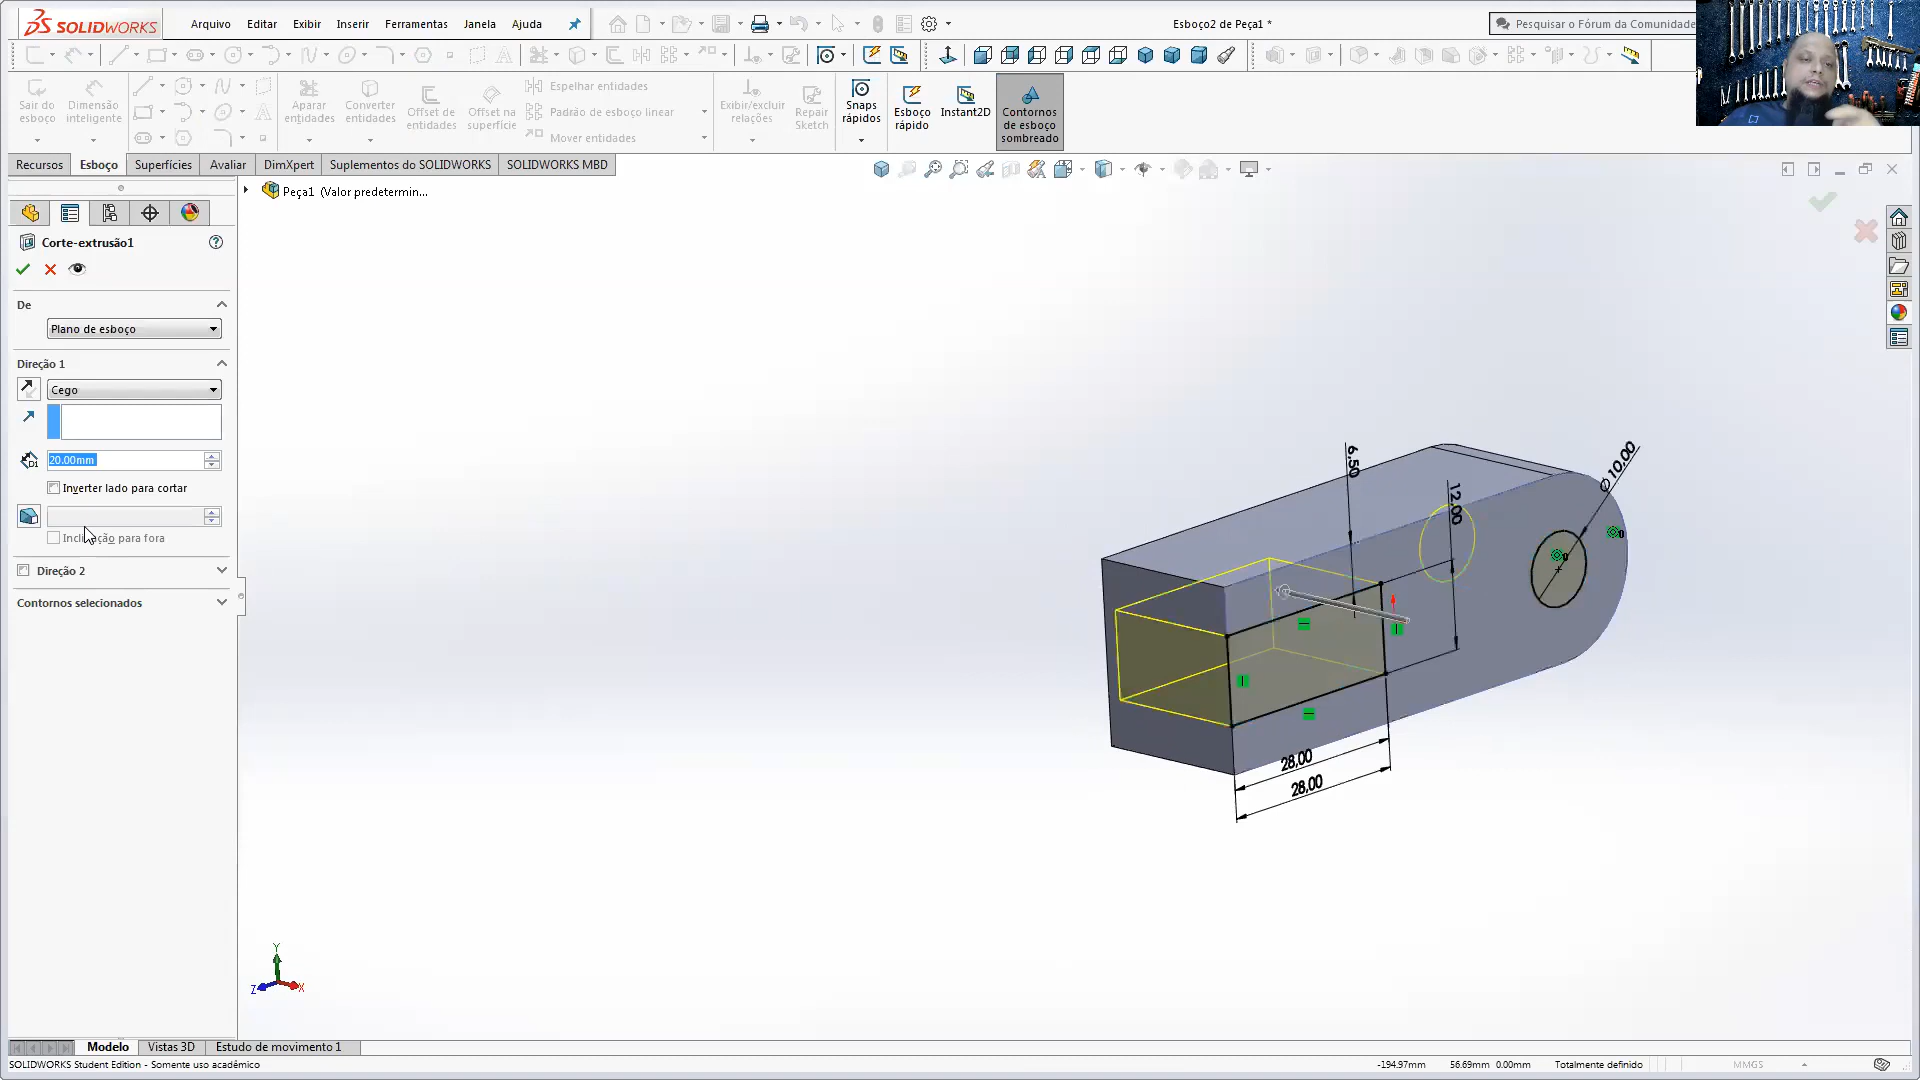 SOLIDWORKS
Arquivo Editar Exibir Inserir Ferramentas Janela Ajuda
Esboço2 de Peça1 *
Pesquisar o Fórum da Comunidade
Sair do esboço
Dimensão inteligente
Aparar entidades
Converter entidades
Offset de entidades
Offset na superfície
Espelhar entidades
Padrão de esboço linear
Mover entidades
Exibir/excluir relações
Repair Sketch
Snaps rápidos
Esboço rápido
Instant2D
Contornos de esboço sombreado
Recursos Esboço Superfícies Avaliar DimXpert Suplementos do SOLIDWORKS SOLIDWORKS MBD
Peça1 (Valor predetermin...
Corte-extrusão1
De
Plano de esboço
Direção 1
Cego
D1
20.00mm
Inverter lado para cortar
Inclinação para fora
Direção 2
Contornos selecionados
6,50
12,00
Ø10,00
28,00
28,00
Y
Z
X
Modelo Vistas 3D Estudo de movimento 1
SOLIDWORKS Student Edition - Somente uso acadêmico
-194.97mm 56.69mm 0.00mm Totalmente definido MMGS